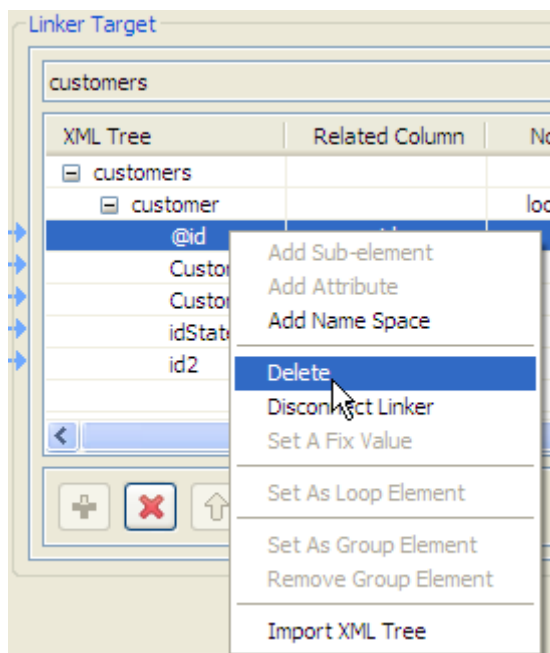 Linker Target
customers
XML Tree Related Column
customers
customer
@id
idState
id2
Add Sub-element
Add Attribute
Add Name Space
Delete
Disconnect Linker
Set A Fix Value
Set As Loop Element
Set As Group Element
Remove Group Element
Import XML Tree